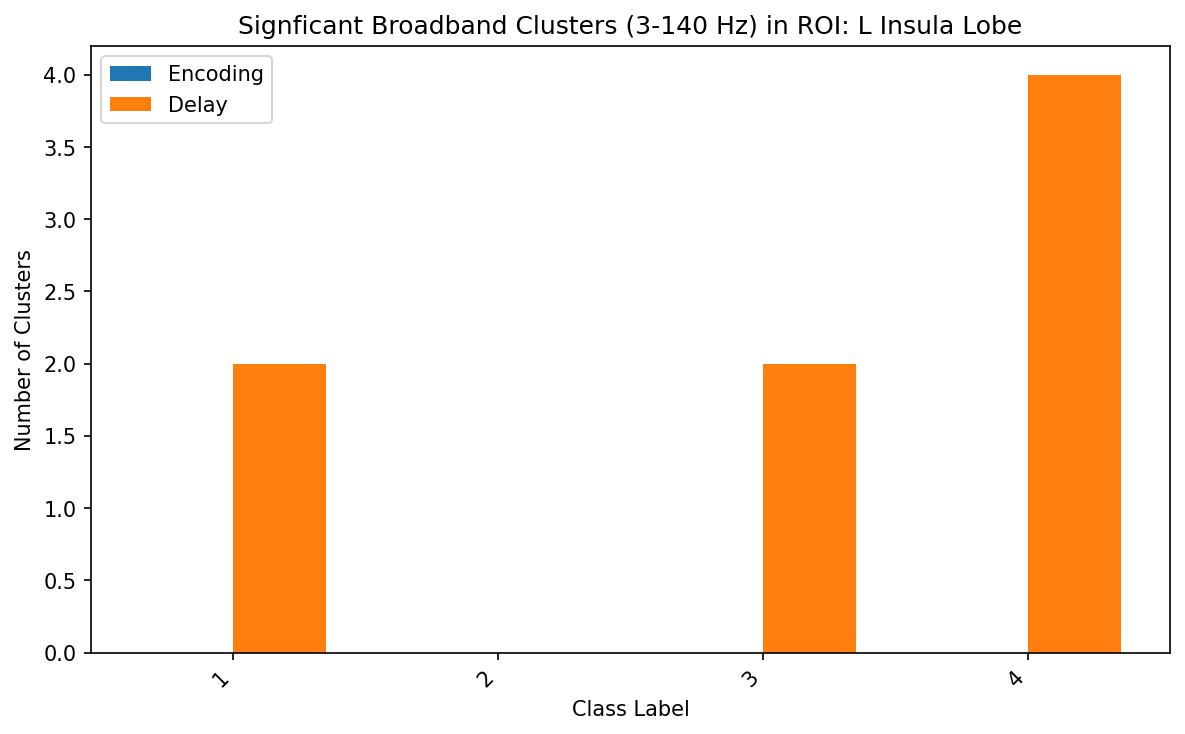 Signficant Broadband Clusters (3-140 Hz) in ROI: L Insula Lobe
Encoding
Delay
4.0
3.5
3.0
2.5
2.0
1.5
1.0
0.5
0.0
Number of Clusters
1
2
3
4
Class Label